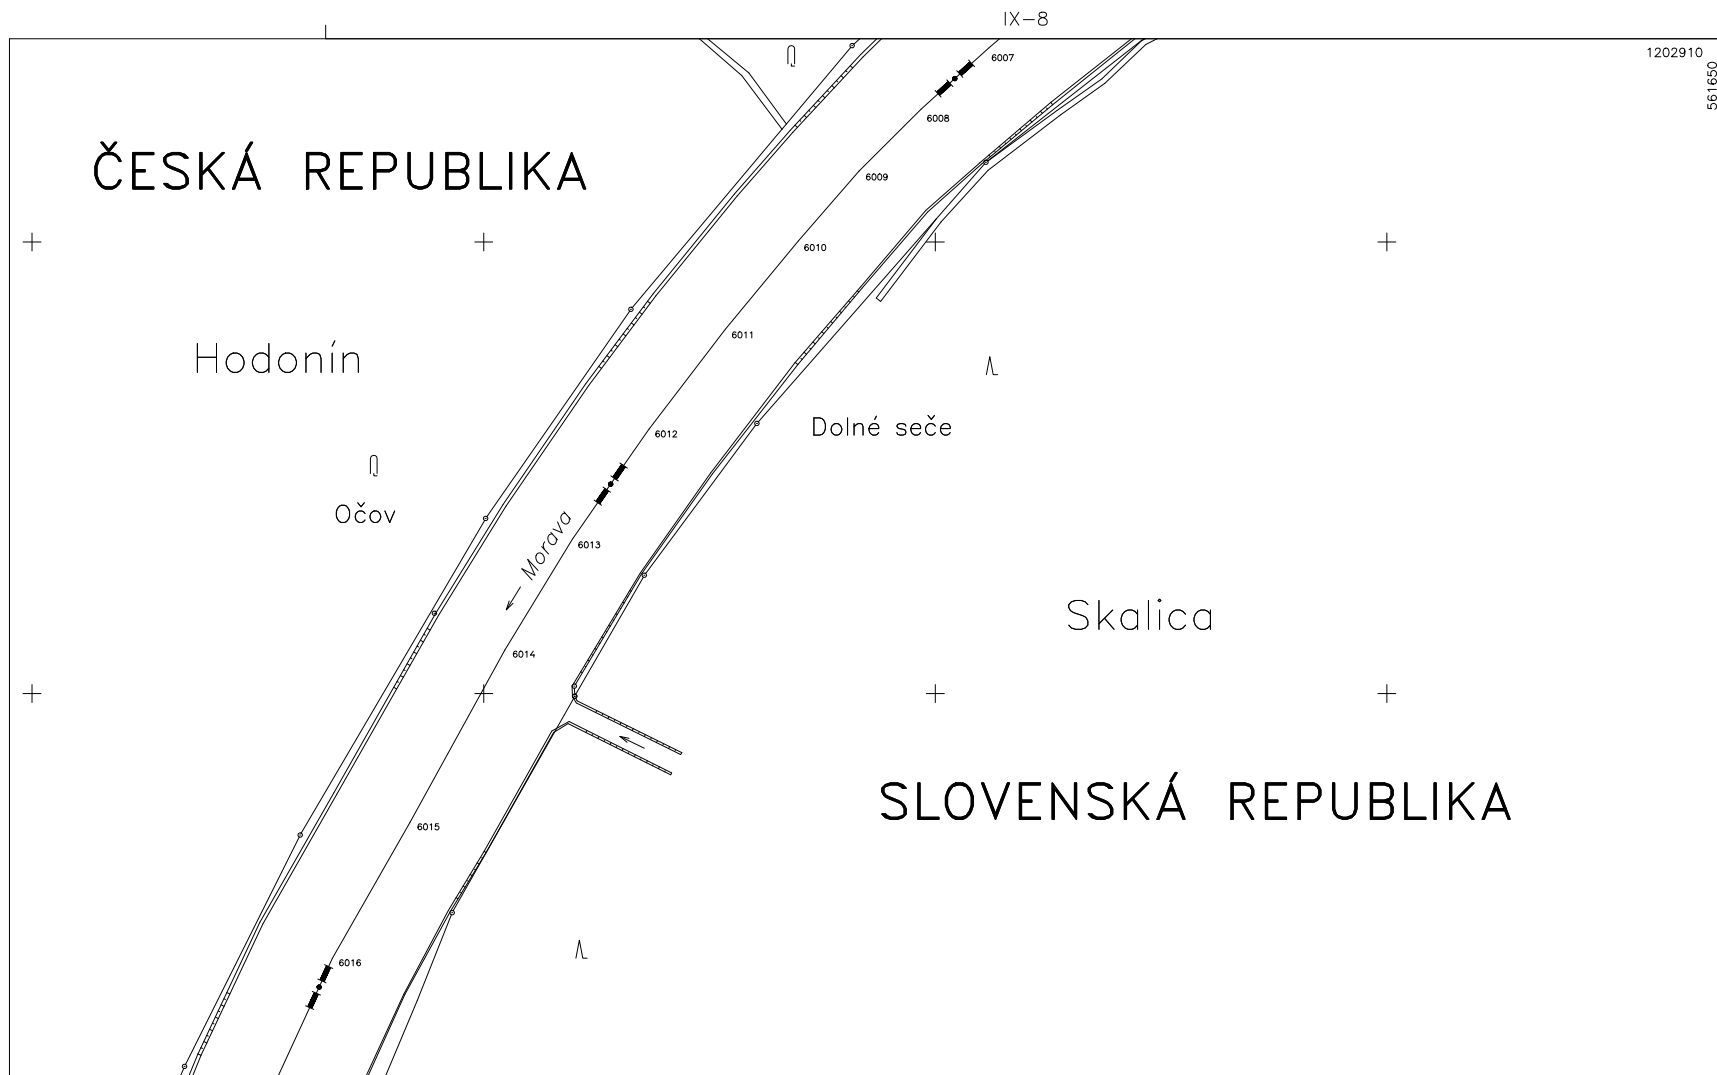 IX-8
6007
1202910
561650
6008
ČESKÁ REPUBLIKA
6009
6010
6011
Hodonín
Dolné seče
6012
Očov
Morava
6013
Skalica
6014
SLOVENSKÁ REPUBLIKA
6015
6016